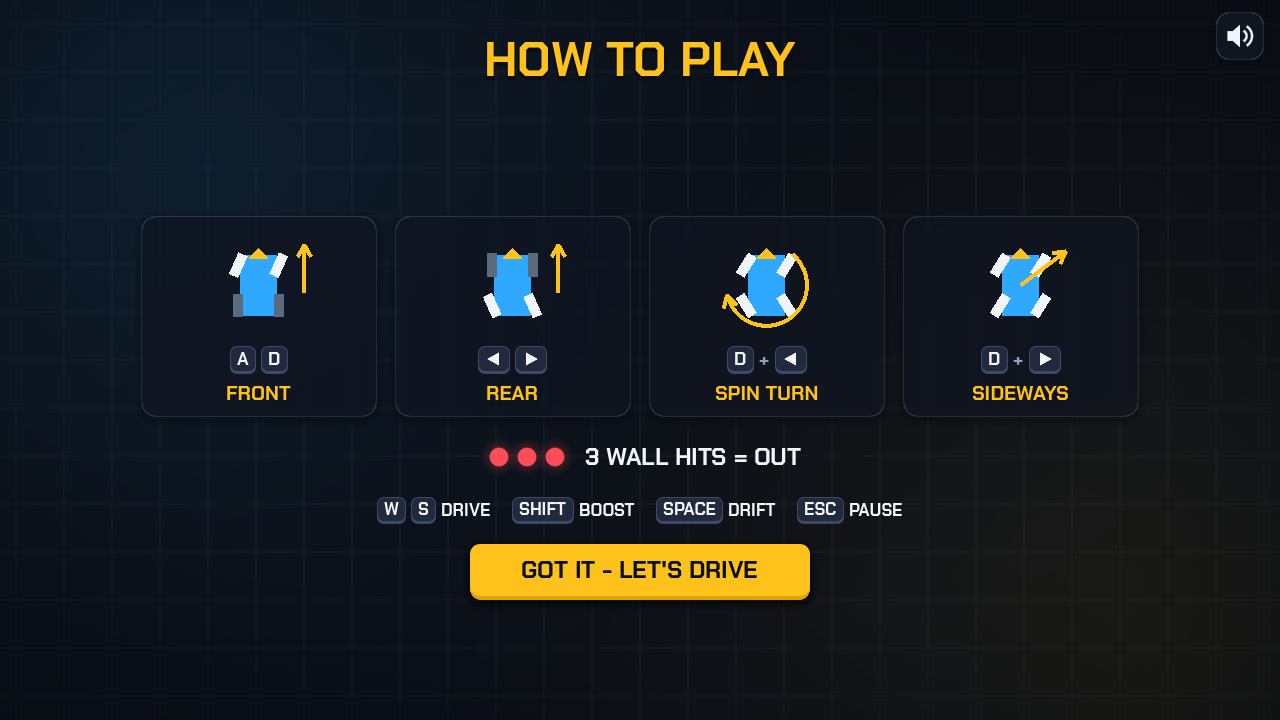 HOW TO PLAY
A D
FRONT
◀ ▶
REAR
D + ◀
SPIN TURN
D + ▶
SIDEWAYS
3 WALL HITS = OUT
W S DRIVE SHIFT BOOST SPACE DRIFT ESC PAUSE
GOT IT - LET'S DRIVE